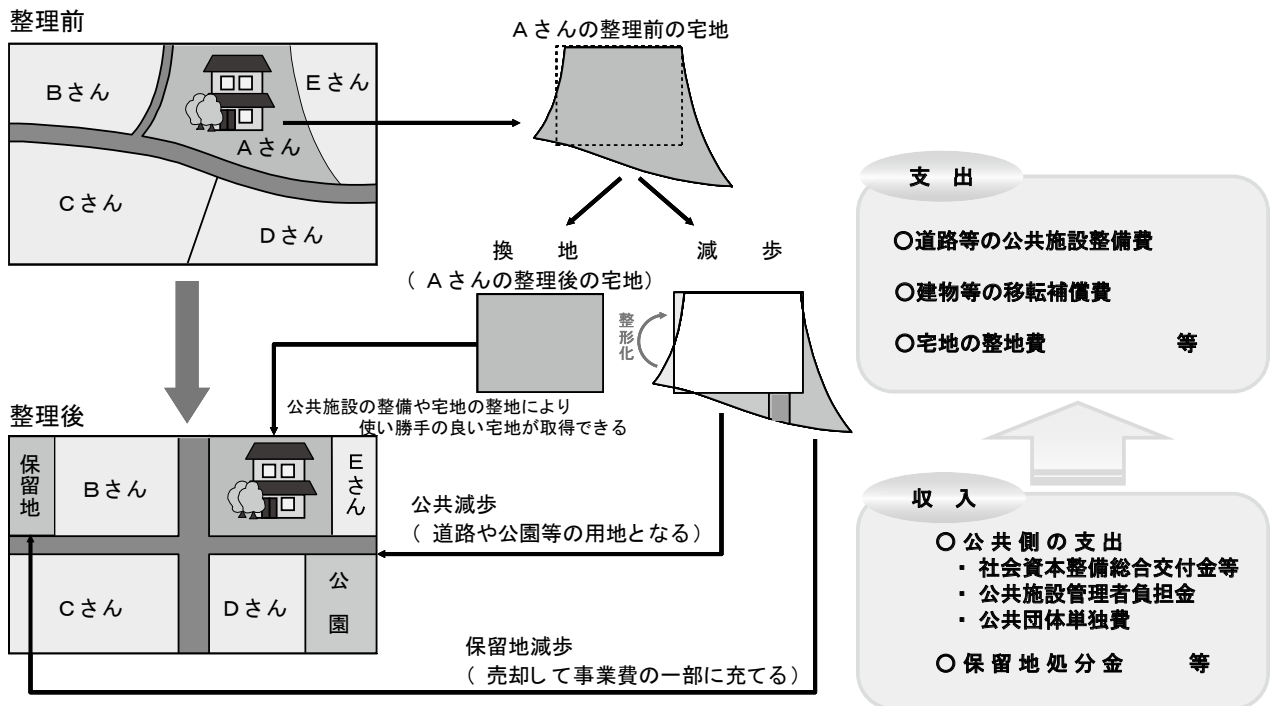 整理前
Bさん
Eさん
Aさん
Cさん
Dさん
Aさんの整理前の宅地
換　地
（ Aさんの整理後の宅地）
減　歩
整形化
公共施設の整備や宅地の整地により
使い勝手の良い宅地が取得できる
整理後
保留地
Bさん
Eさん
Cさん
Dさん
公園
公共減歩
（ 道路や公園等の用地となる）
保留地減歩
（ 売却して事業費の一部に充てる）
支　出
〇道路等の公共施設整備費
〇建物等の移転補償費
〇宅地の整地費　等
収　入
〇公共側の支出
・ 社会資本整備総合交付金等
・ 公共施設管理者負担金
・ 公共団体単独費
〇保留地処分金　等